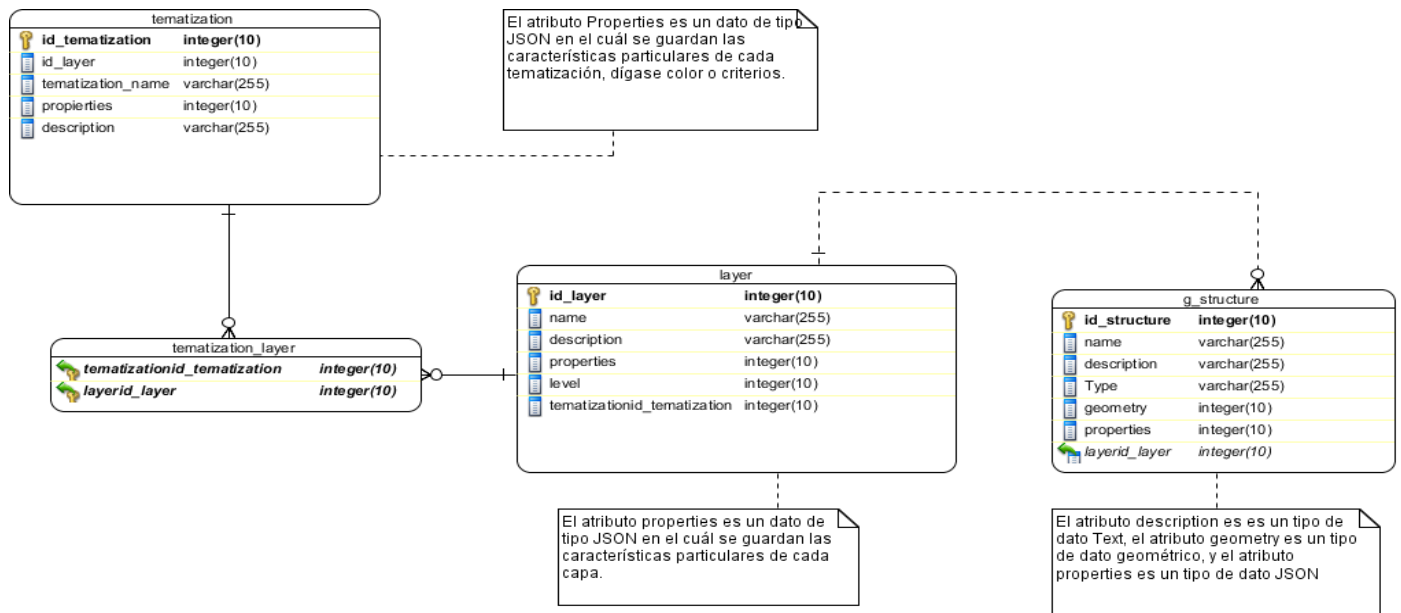 tematization
id_tematization integer(10)
id_layer integer(10)
tematization_name varchar(255)
propierties integer(10)
description varchar(255)
El atributo Properties es un dato de tipo
JSON en el cuál se guardan las
características particulares de cada
tematización, dígase color o criterios.
tematization_layer
tematizationid_tematization integer(10)
layerid_layer integer(10)
layer
id_layer integer(10)
name varchar(255)
description varchar(255)
properties integer(10)
level integer(10)
tematizationid_tematization integer(10)
g_structure
id_structure integer(10)
name varchar(255)
description varchar(255)
Type varchar(255)
geometry integer(10)
properties integer(10)
layerid_layer integer(10)
El atributo properties es un dato de
tipo JSON en el cuál se guardan las
características particulares de cada
capa.
El atributo description es es un tipo de
dato Text, el atributo geometry es un tipo
de dato geométrico, y el atributo
properties es un tipo de dato JSON